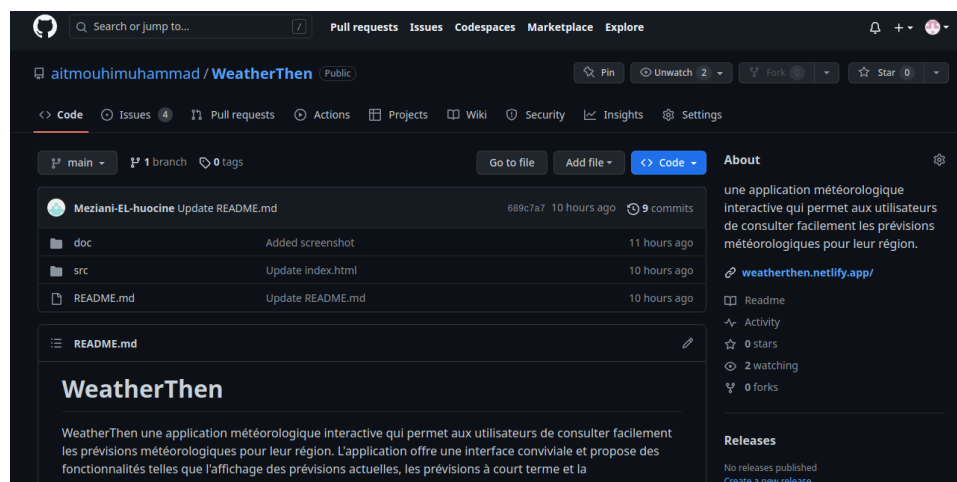 Search or jump to... / Pull requests Issues Codespaces Marketplace Explore
aitmouhimuhammad / WeatherThen Public Pin Unwatch 2 Fork 0 Star 0
Code Issues 4 Pull requests Actions Projects Wiki Security Insights Settings
main 1 branch 0 tags Go to file Add file Code
Meziani-EL-huocine Update README.md 689c7a7 10 hours ago 9 commits
doc Added screenshot 11 hours ago
src Update index.html 10 hours ago
README.md Update README.md 10 hours ago
README.md
WeatherThen
WeatherThen une application météorologique interactive qui permet aux utilisateurs de consulter facilement
les prévisions météorologiques pour leur région. L'application offre une interface conviviale et propose des
fonctionnalités telles que l'affichage des prévisions actuelles, les prévisions à court terme et la
About
une application météorologique
interactive qui permet aux utilisateurs
de consulter facilement les prévisions
météorologiques pour leur région.
weatherthen.netlify.app/
Readme
Activity
0 stars
2 watching
0 forks
Releases
No releases published
Create a new release